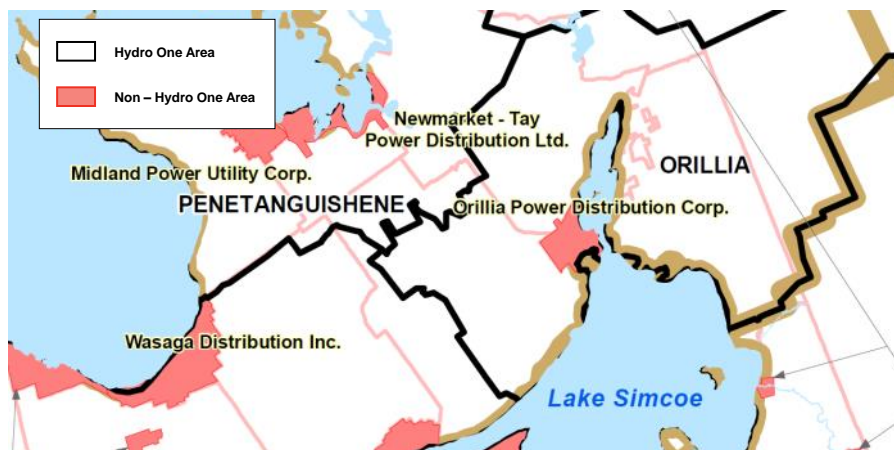 Hydro One Area
Non – Hydro One Area
Newmarket - Tay
Power Distribution Ltd.
Midland Power Utility Corp.
ORILLIA
PENETANGUISHENE
Orillia Power Distribution Corp.
Wasaga Distribution Inc.
Lake Simcoe